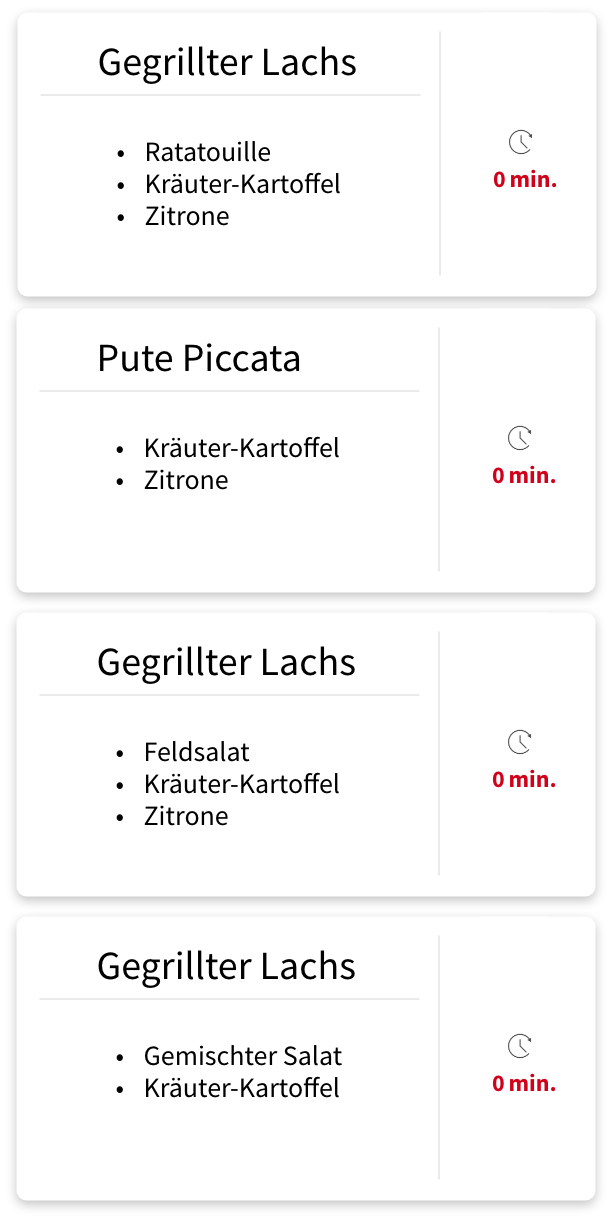 Gegrillter Lachs
• Ratatouille
• Kräuter-Kartoffel
• Zitrone
0 min.
Pute Piccata
• Kräuter-Kartoffel
• Zitrone
0 min.
Gegrillter Lachs
• Feldsalat
• Kräuter-Kartoffel
• Zitrone
0 min.
Gegrillter Lachs
• Gemischter Salat
• Kräuter-Kartoffel
0 min.